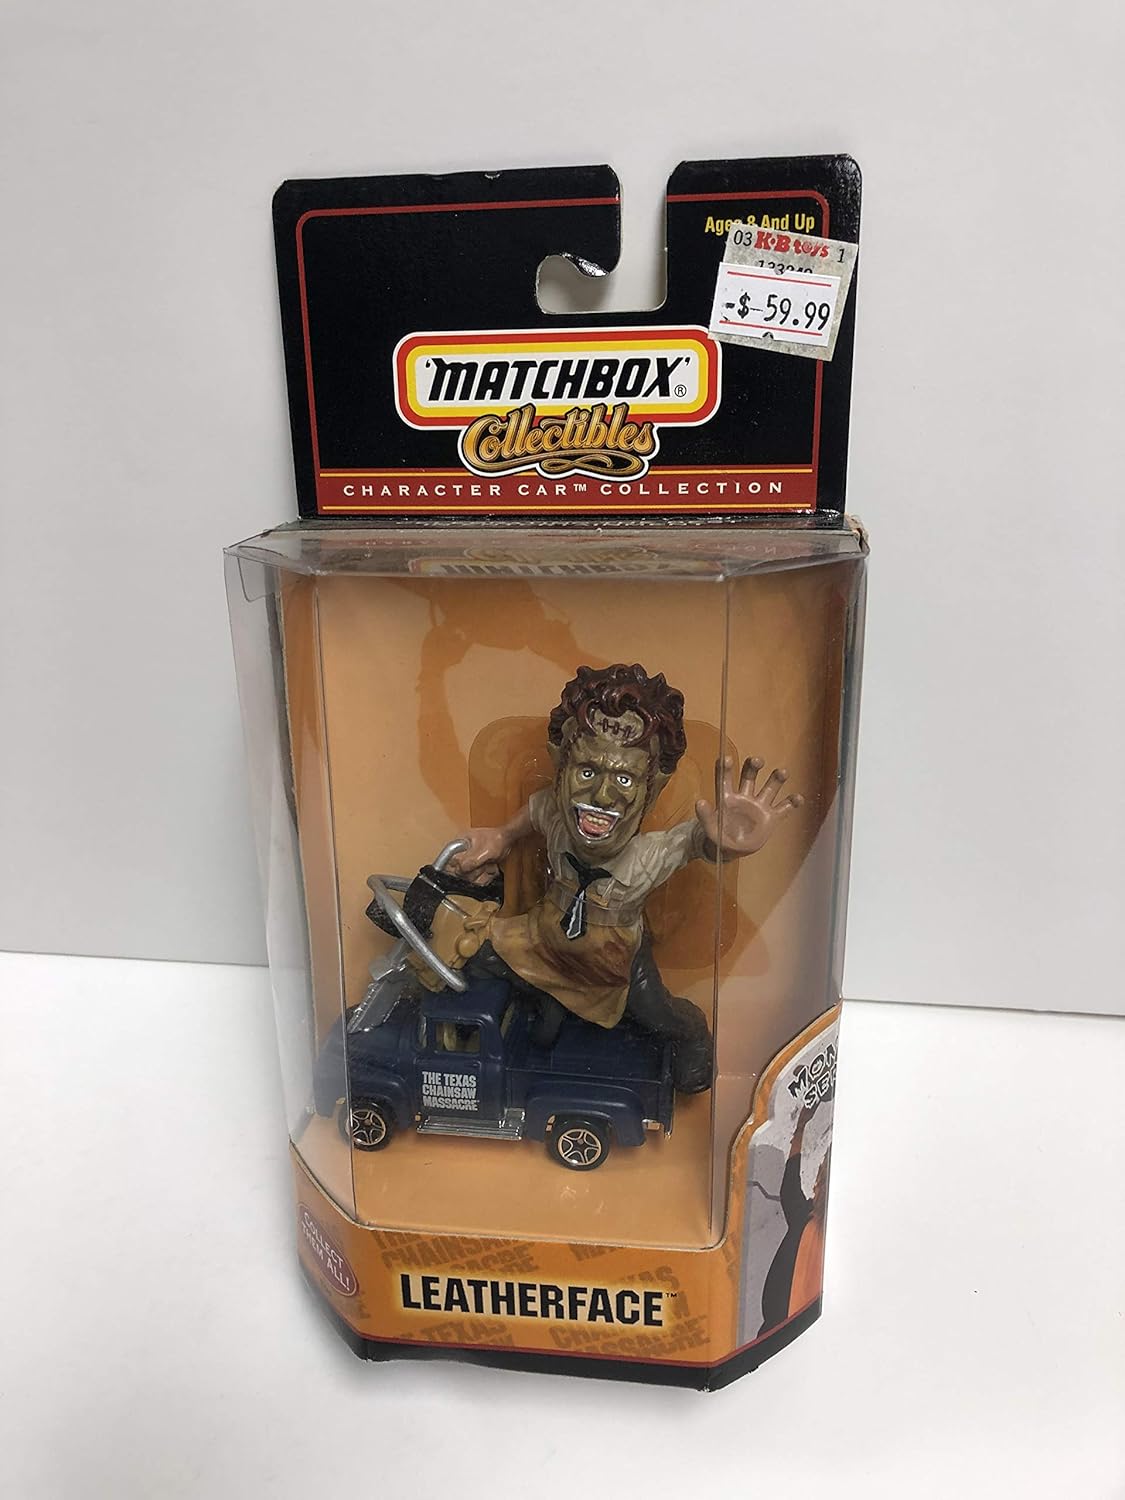 Ages 8 And Up
03 K·B toys 1
-$-59.99
'MATCHBOX'®
Collectibles
CHARACTER CAR™ COLLECTION
THE TEXAS
CHAINSAW
MASSACRE
COLLECT
THEM ALL!
LEATHERFACE™